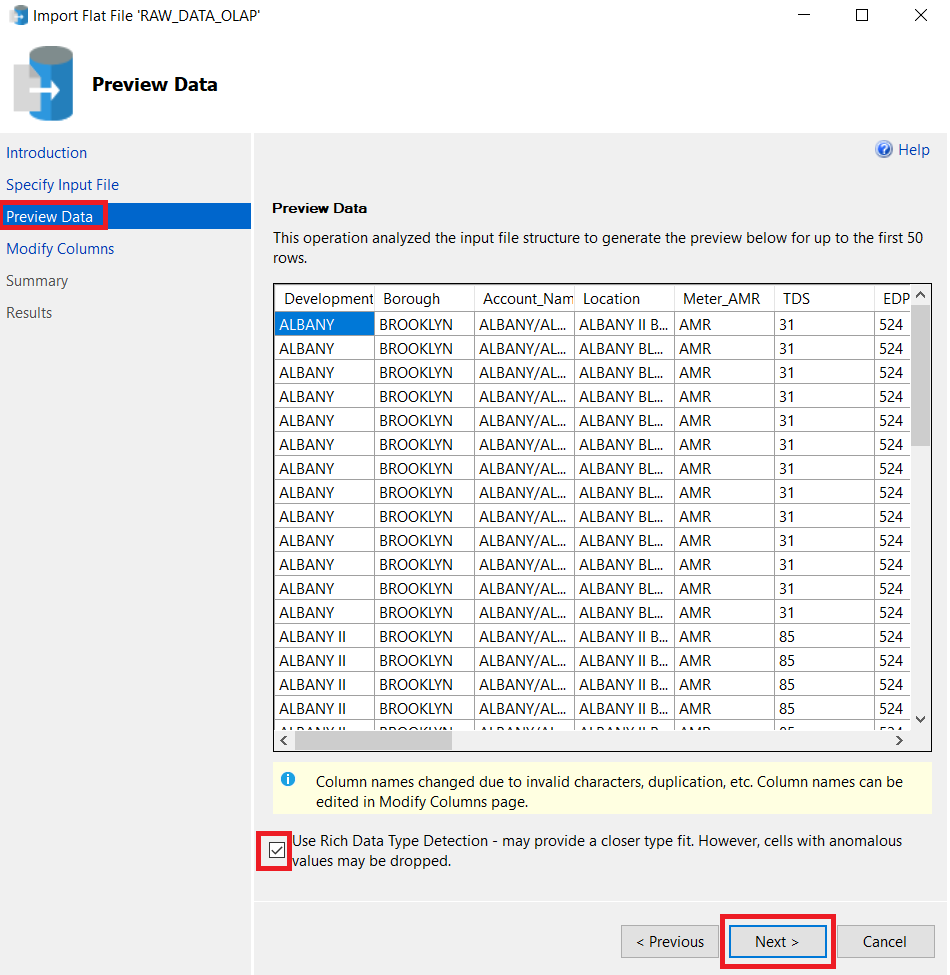 Import Flat File 'RAW_DATA_OLAP'
Preview Data
Introduction
Specify Input File
Preview Data
Modify Columns
Summary
Results
Help
Preview Data
This operation analyzed the input file structure to generate the preview below for up to the first 50
rows.
Development Borough Account_Nam Location Meter_AMR TDS EDP
ALBANY BROOKLYN ALBANY/AL... ALBANY II B... AMR 31 524
ALBANY BROOKLYN ALBANY/AL... ALBANY BL... AMR 31 524
ALBANY BROOKLYN ALBANY/AL... ALBANY BL... AMR 31 524
ALBANY BROOKLYN ALBANY/AL... ALBANY BL... AMR 31 524
ALBANY BROOKLYN ALBANY/AL... ALBANY BL... AMR 31 524
ALBANY BROOKLYN ALBANY/AL... ALBANY BL... AMR 31 524
ALBANY BROOKLYN ALBANY/AL... ALBANY BL... AMR 31 524
ALBANY BROOKLYN ALBANY/AL... ALBANY BL... AMR 31 524
ALBANY BROOKLYN ALBANY/AL... ALBANY BL... AMR 31 524
ALBANY BROOKLYN ALBANY/AL... ALBANY BL... AMR 31 524
ALBANY BROOKLYN ALBANY/AL... ALBANY BL... AMR 31 524
ALBANY BROOKLYN ALBANY/AL... ALBANY BL... AMR 31 524
ALBANY BROOKLYN ALBANY/AL... ALBANY BL... AMR 31 524
ALBANY II BROOKLYN ALBANY/AL... ALBANY II B... AMR 85 524
ALBANY II BROOKLYN ALBANY/AL... ALBANY II B... AMR 85 524
ALBANY II BROOKLYN ALBANY/AL... ALBANY II B... AMR 85 524
ALBANY II BROOKLYN ALBANY/AL... ALBANY II B... AMR 85 524
Column names changed due to invalid characters, duplication, etc. Column names can be
edited in Modify Columns page.
Use Rich Data Type Detection - may provide a closer type fit. However, cells with anomalous
values may be dropped.
< Previous Next > Cancel